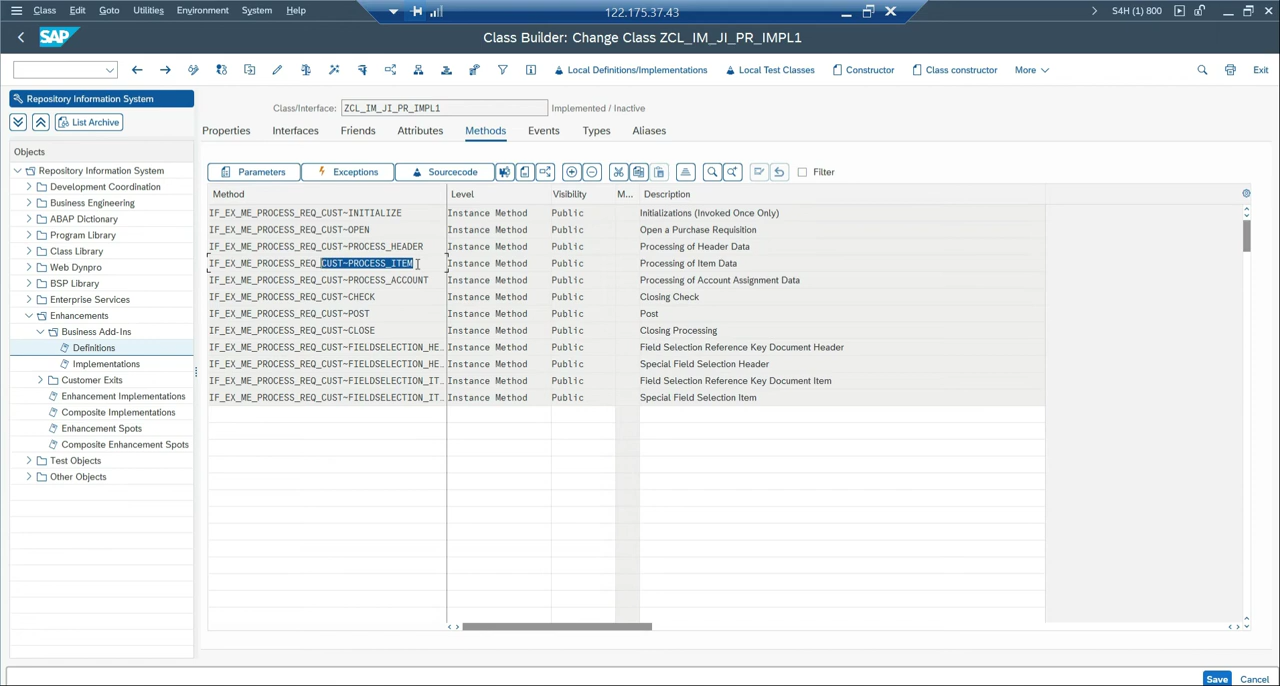 Class Edit Goto Utilities Environment System Help 122.175.37.43 S4H (1) 800
SAP Class Builder: Change Class ZCL_IM_JI_PR_IMPL1
Local Definitions/Implementations Local Test Classes Constructor Class constructor More Exit
Repository Information System
List Archive
Class/Interface: ZCL_IM_JI_PR_IMPL1 Implemented / Inactive
Properties Interfaces Friends Attributes Methods Events Types Aliases
Objects
Repository Information System
Development Coordination
Business Engineering
ABAP Dictionary
Program Library
Class Library
Web Dynpro
BSP Library
Enterprise Services
Enhancements
Business Add-Ins
Definitions
Implementations
Customer Exits
Enhancement Implementations
Composite Implementations
Enhancement Spots
Composite Enhancement Spots
Test Objects
Other Objects
Parameters Exceptions Sourcecode Filter
Method Level Visibility M... Description
IF_EX_ME_PROCESS_REQ_CUST~INITIALIZE Instance Method Public Initializations (Invoked Once Only)
IF_EX_ME_PROCESS_REQ_CUST~OPEN Instance Method Public Open a Purchase Requisition
IF_EX_ME_PROCESS_REQ_CUST~PROCESS_HEADER Instance Method Public Processing of Header Data
IF_EX_ME_PROCESS_REQ_CUST~PROCESS_ITEM Instance Method Public Processing of Item Data
IF_EX_ME_PROCESS_REQ_CUST~PROCESS_ACCOUNT Instance Method Public Processing of Account Assignment Data
IF_EX_ME_PROCESS_REQ_CUST~CHECK Instance Method Public Closing Check
IF_EX_ME_PROCESS_REQ_CUST~POST Instance Method Public Post
IF_EX_ME_PROCESS_REQ_CUST~CLOSE Instance Method Public Closing Processing
IF_EX_ME_PROCESS_REQ_CUST~FIELDSELECTION_HE... Instance Method Public Field Selection Reference Key Document Header
IF_EX_ME_PROCESS_REQ_CUST~FIELDSELECTION_HE... Instance Method Public Special Field Selection Header
IF_EX_ME_PROCESS_REQ_CUST~FIELDSELECTION_IT... Instance Method Public Field Selection Reference Key Document Item
IF_EX_ME_PROCESS_REQ_CUST~FIELDSELECTION_IT... Instance Method Public Special Field Selection Item
Save Cancel